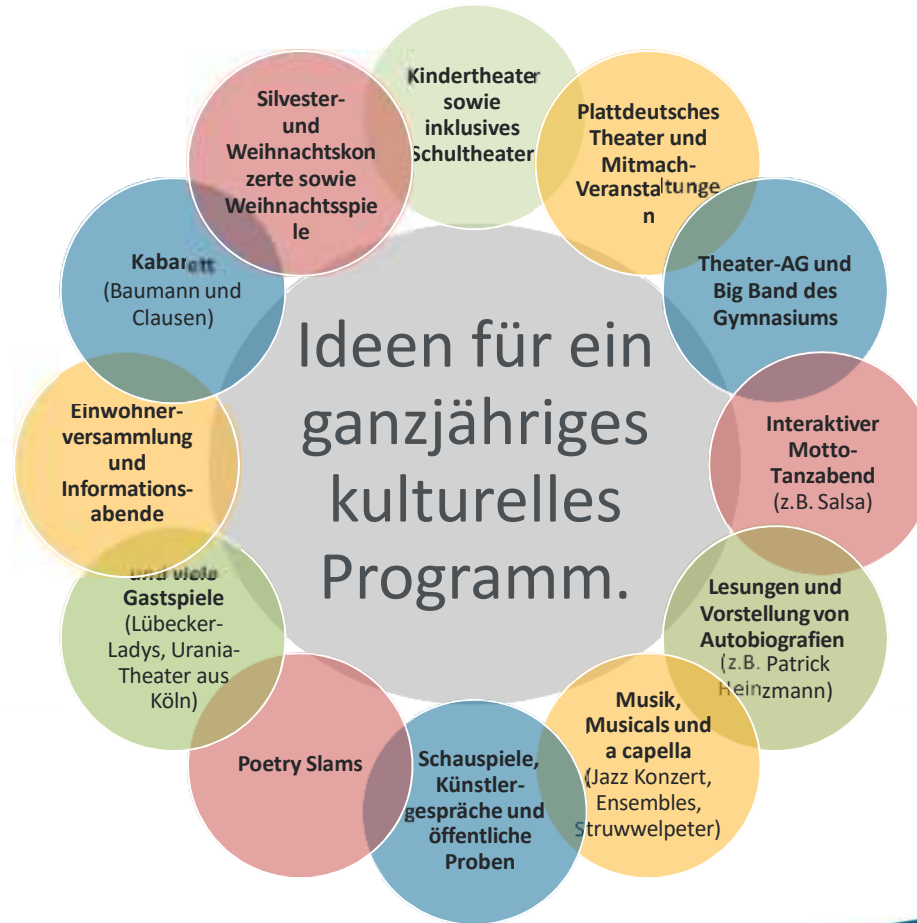 Ideen für ein
ganzjähriges
kulturelles
Programm.
Kindertheater
sowie
inklusives
Schultheater
Plattdeutsches
Theater und
Mitmach-
Veranstaltunge
n
Theater-AG und
Big Band des
Gymnasiums
Interaktiver
Motto-
Tanzabend
(z.B. Salsa)
Lesungen und
Vorstellung von
Autobiografien
(z.B. Patrick
Heinzmann)
Musik,
Musicals und
a capella
(Jazz Konzert,
Ensembles,
Struwwelpeter)
Schauspiele,
Künstler-
gespräche und
öffentliche
Proben
Poetry Slams
und viele
Gastspiele
(Lübecker-
Ladys, Urania-
Theater aus
Köln)
Einwohner-
versammlung
und
Informations-
abende
Kabarett
(Baumann und
Clausen)
Silvester-
und
Weihnachtskon
zerte sowie
Weihnachtsspie
le